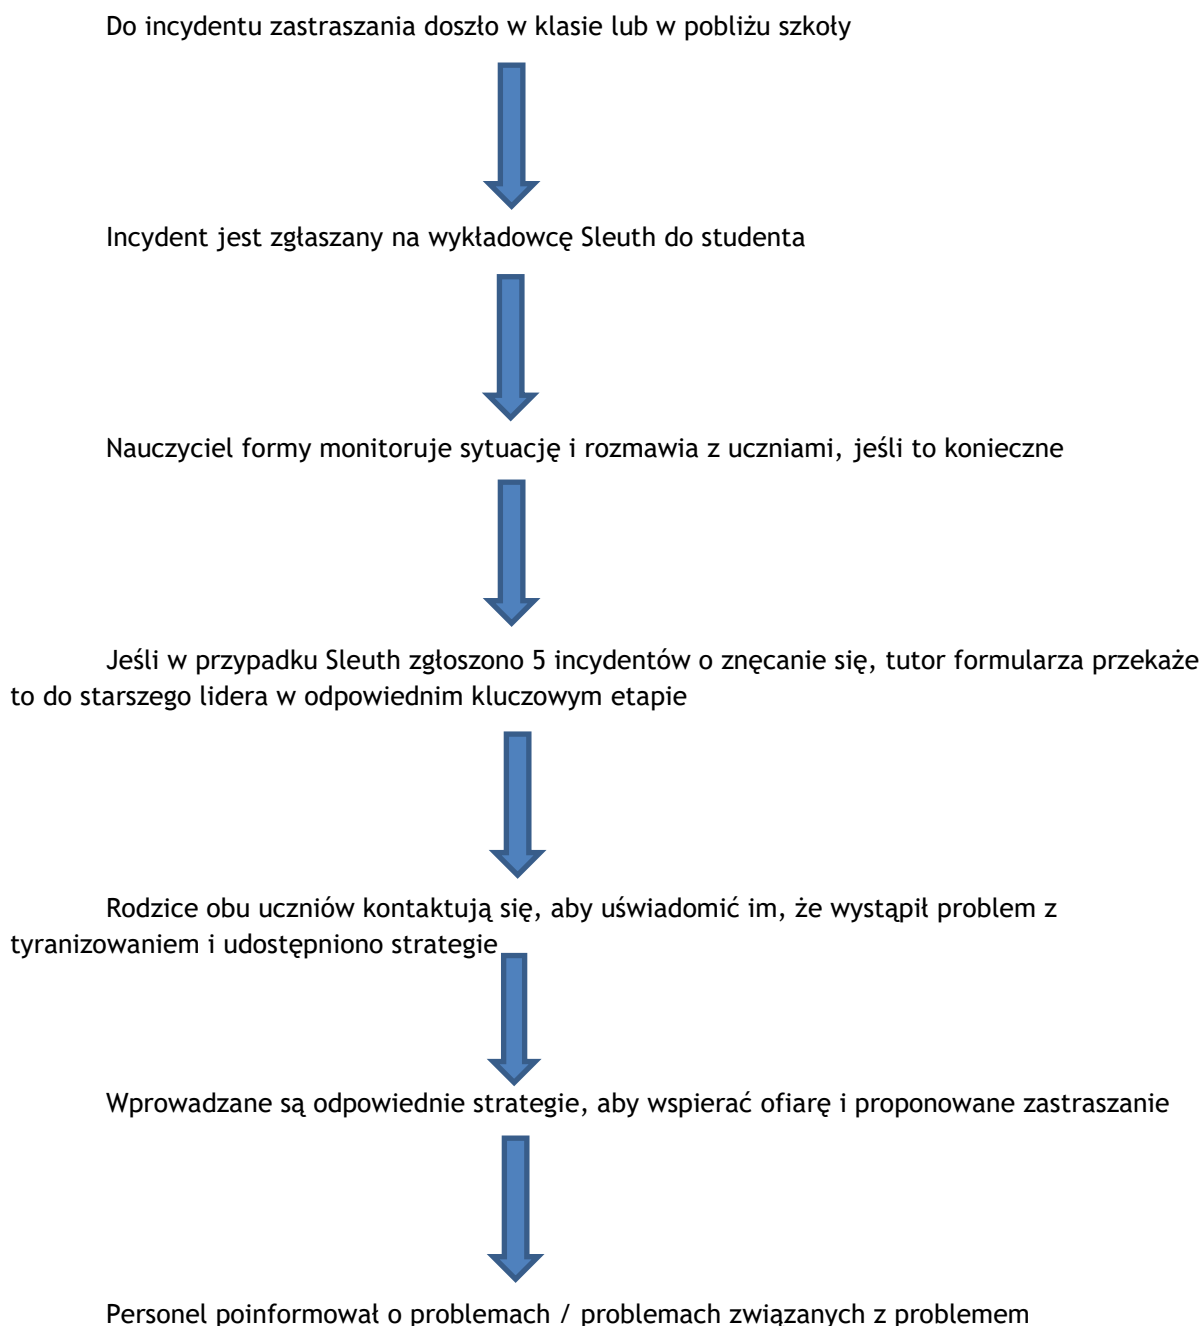 Do incydentu zastraszania doszło w klasie lub w pobliżu szkoły
Incydent jest zgłaszany na wykładowcę Sleuth do studenta
Nauczyciel formy monitoruje sytuację i rozmawia z uczniami, jeśli to konieczne
Jeśli w przypadku Sleuth zgłoszono 5 incydentów o znęcanie się, tutor formularza przekaże
to do starszego lidera w odpowiednim kluczowym etapie
Rodzice obu uczniów kontaktują się, aby uświadomić im, że wystąpił problem z
tyranizowaniem i udostępniono strategie
Wprowadzane są odpowiednie strategie, aby wspierać ofiarę i proponowane zastraszanie
Personel poinformował o problemach / problemach związanych z problemem